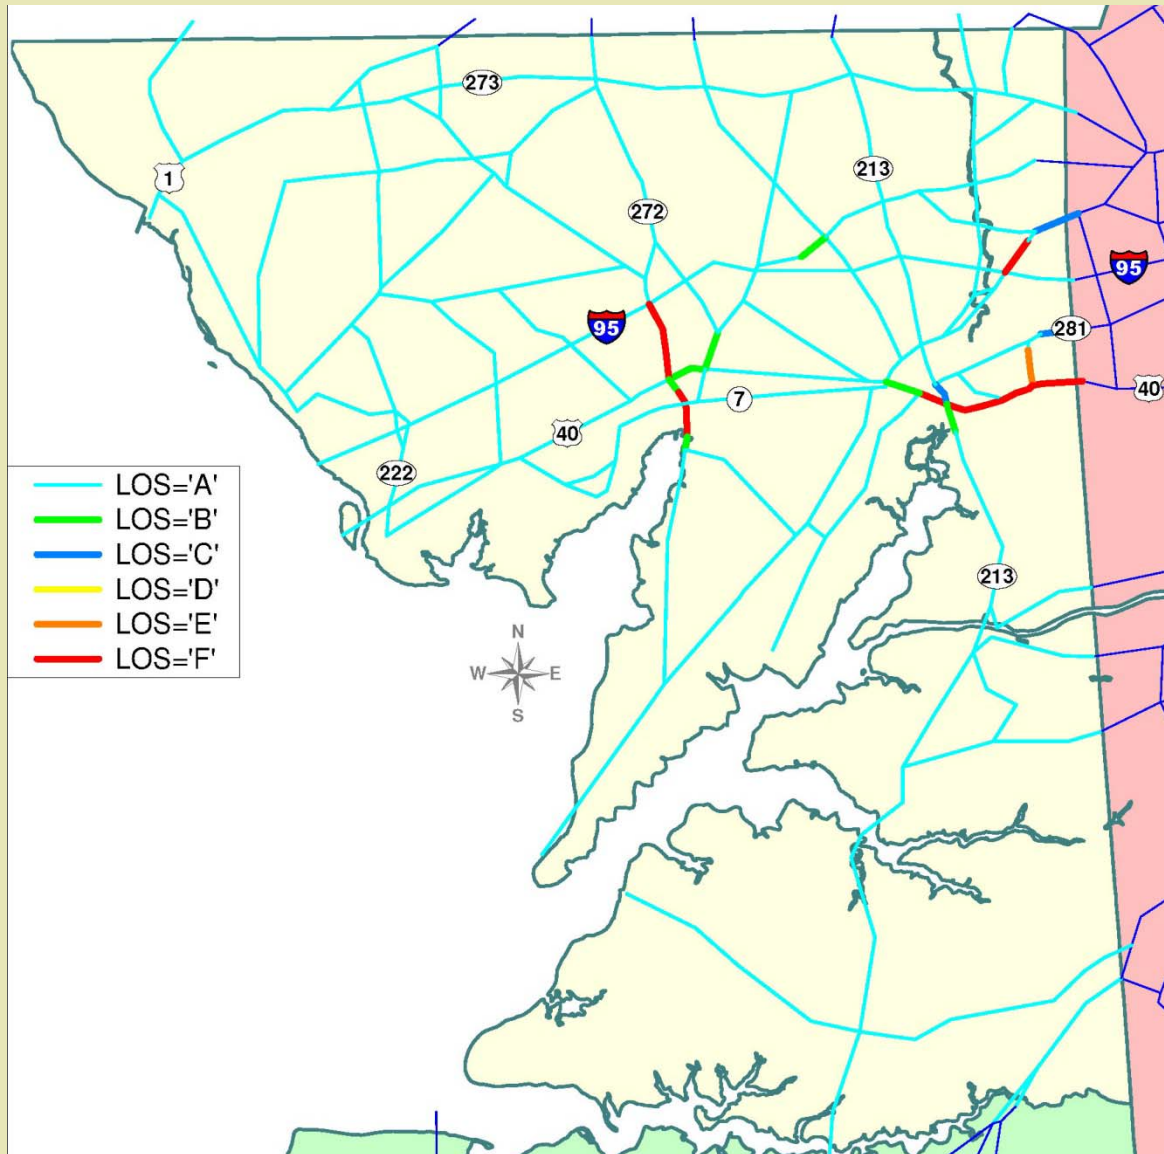 273
1
213
272
95
95
281
7
40
40
222
LOS='A'
LOS='B'
LOS='C'
LOS='D'
LOS='E'
LOS='F'
213
N
W E
S